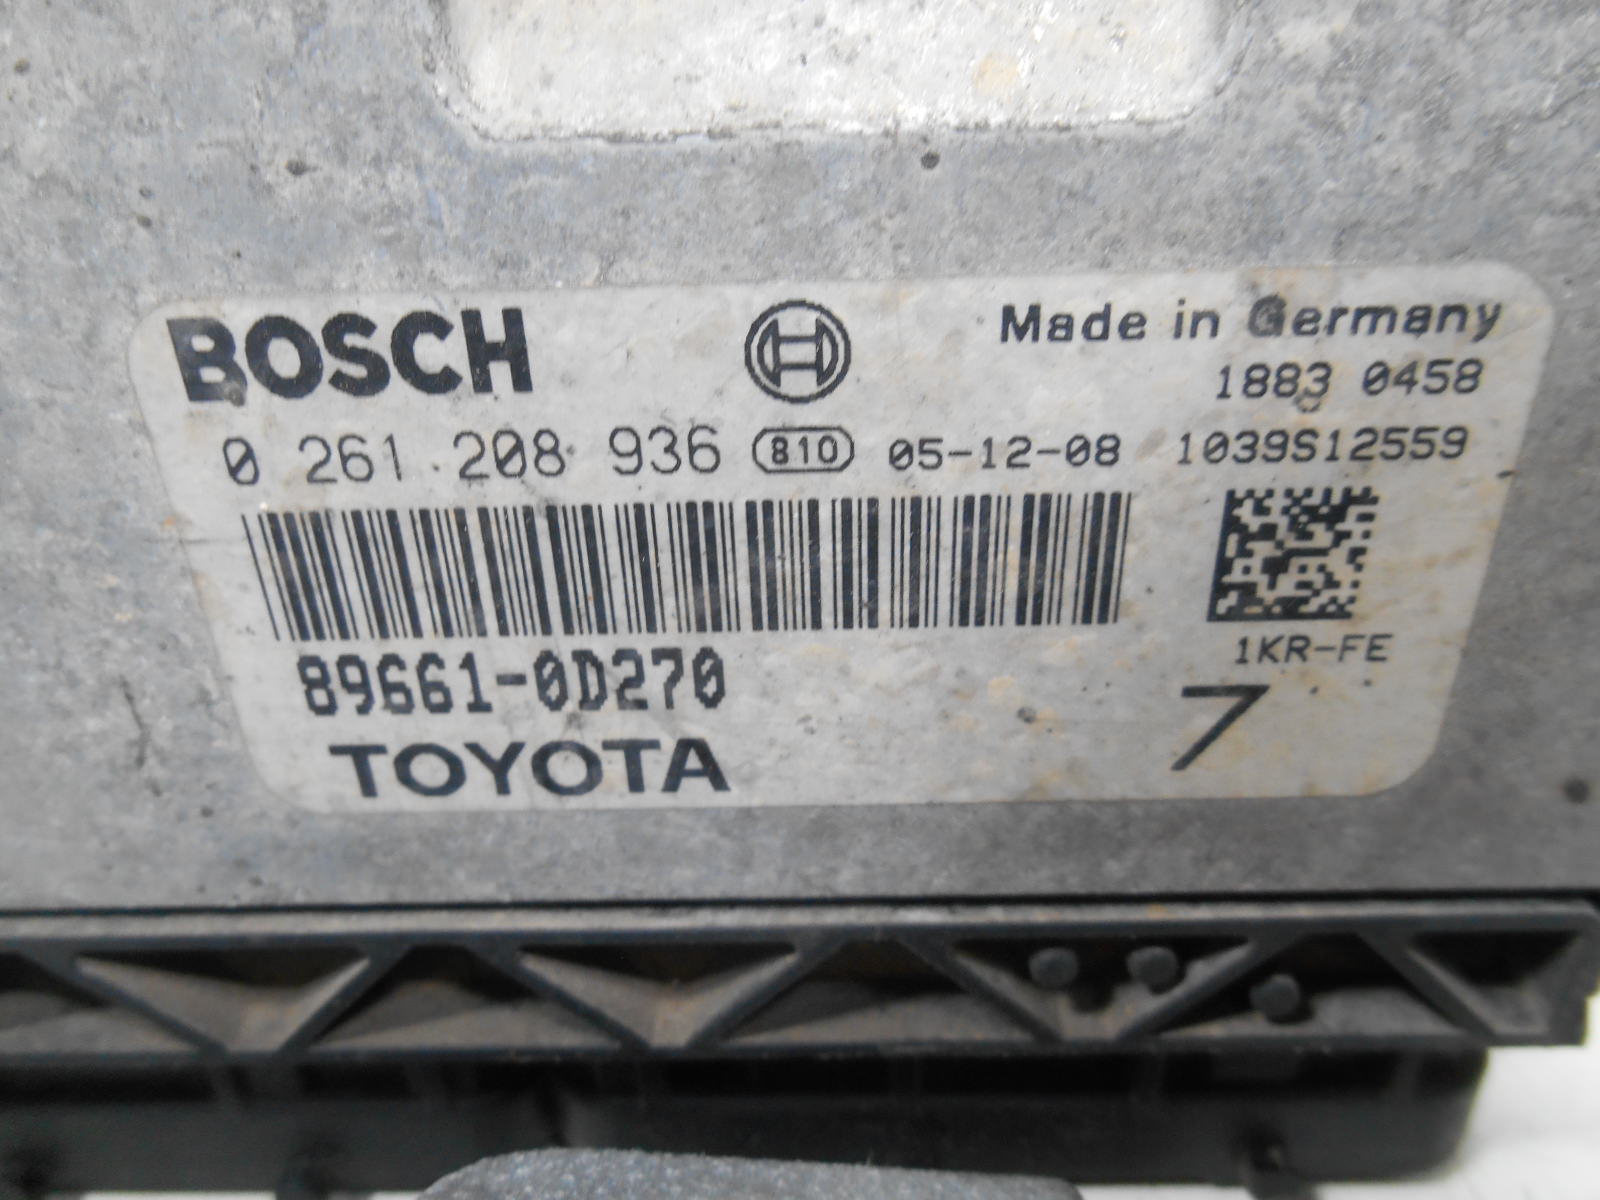 BOSCH
Made in Germany
1883 0458
0 261 208 936 810 05-12-08 1039S12559
89661-0D270
1KR-FE
TOYOTA
7